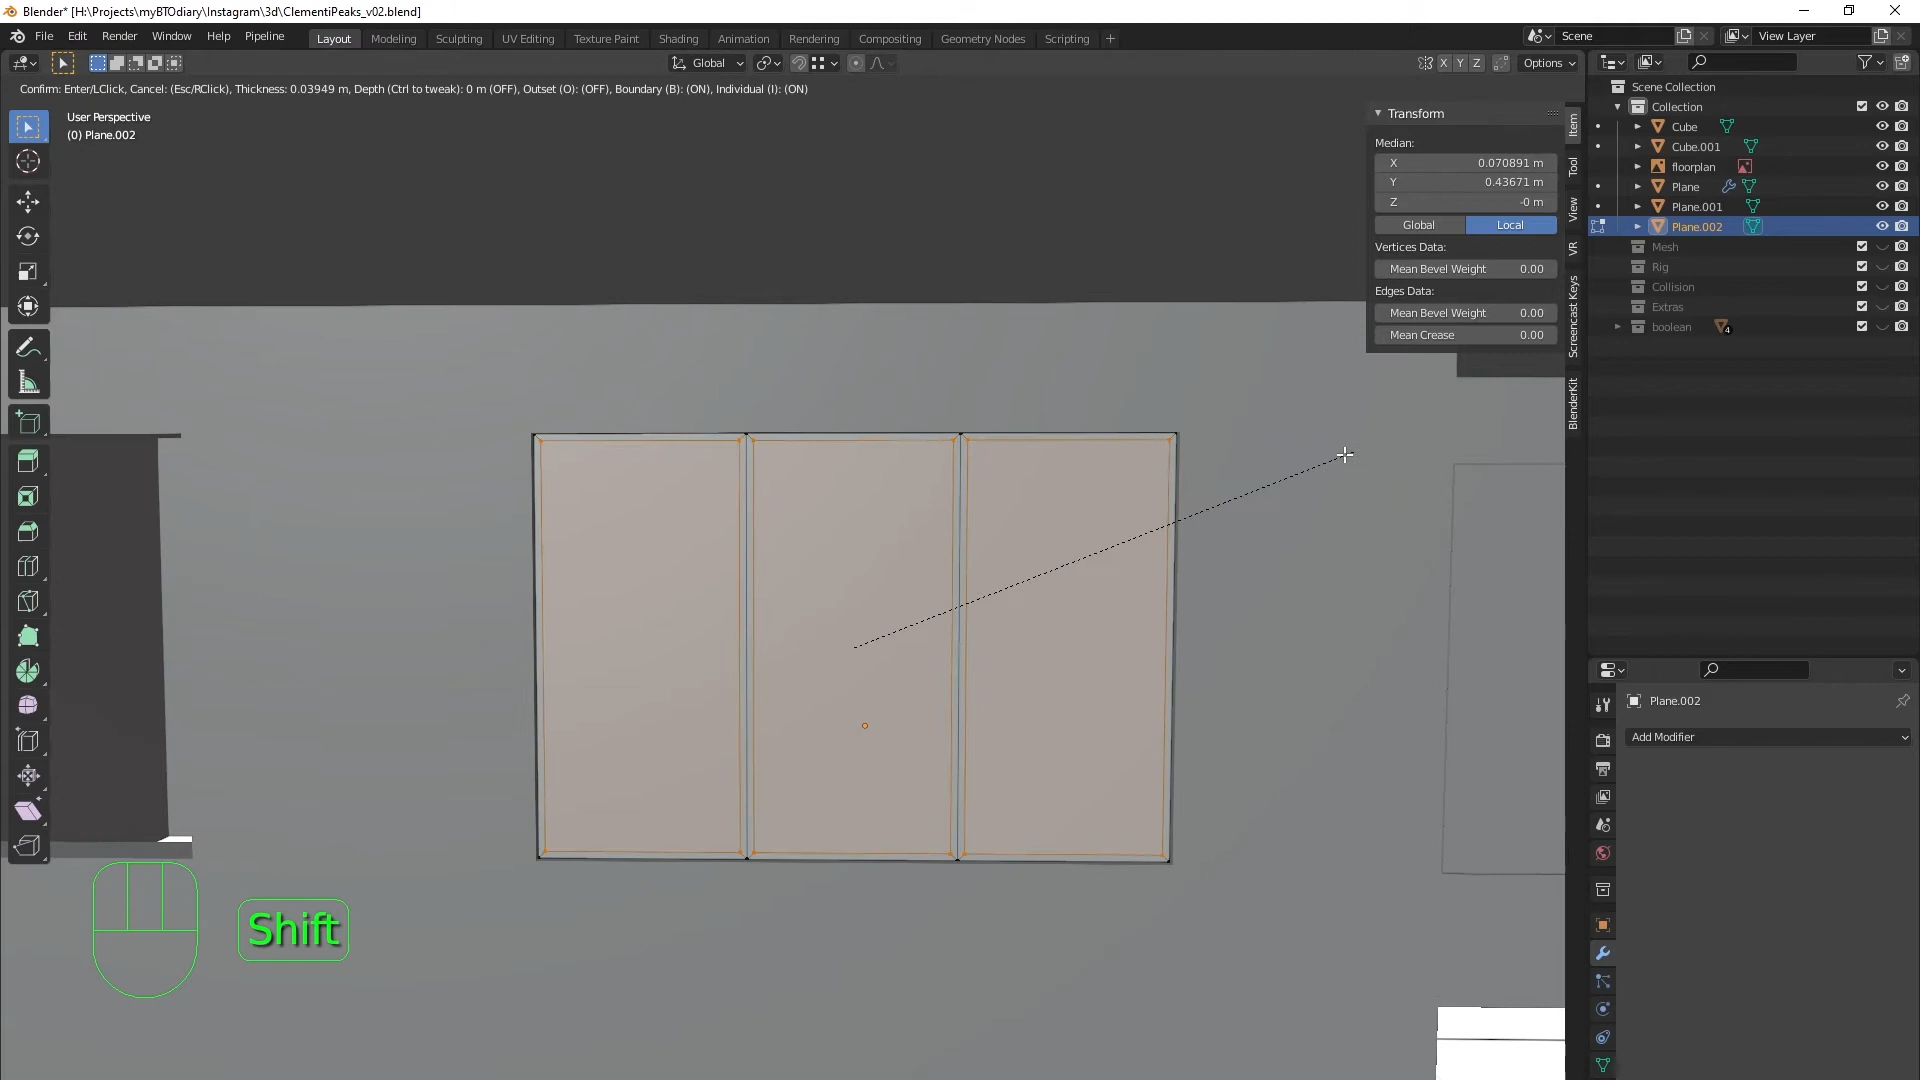 Blender* [H:\Projects\myBTOdiary\Instagram\3d\ClementiPeaks_v02.blend]
File Edit Render Window Help Pipeline
Layout Modeling Sculpting UV Editing Texture Paint Shading Animation Rendering Compositing Geometry Nodes Scripting +
Scene
View Layer
Global
X Y Z
Options
Confirm: Enter/LClick, Cancel: (Esc/RClick), Thickness: 0.03949 m, Depth (Ctrl to tweak): 0 m (OFF), Outset (O): (OFF), Boundary (B): (ON), Individual (I): (ON)
User Perspective
(0) Plane.002
Transform
Median:
X 0.070891 m
Y 0.43671 m
Z -0 m
Global Local
Vertices Data:
Mean Bevel Weight 0.00
Edges Data:
Mean Bevel Weight 0.00
Mean Crease 0.00
Item
Tool
View
VR
Screencast Keys
BlenderKit
Scene Collection
Collection
Cube
Cube.001
floorplan
Plane
Plane.001
Plane.002
Mesh
Rig
Collision
Extras
boolean 4
Plane.002
Add Modifier
Shift